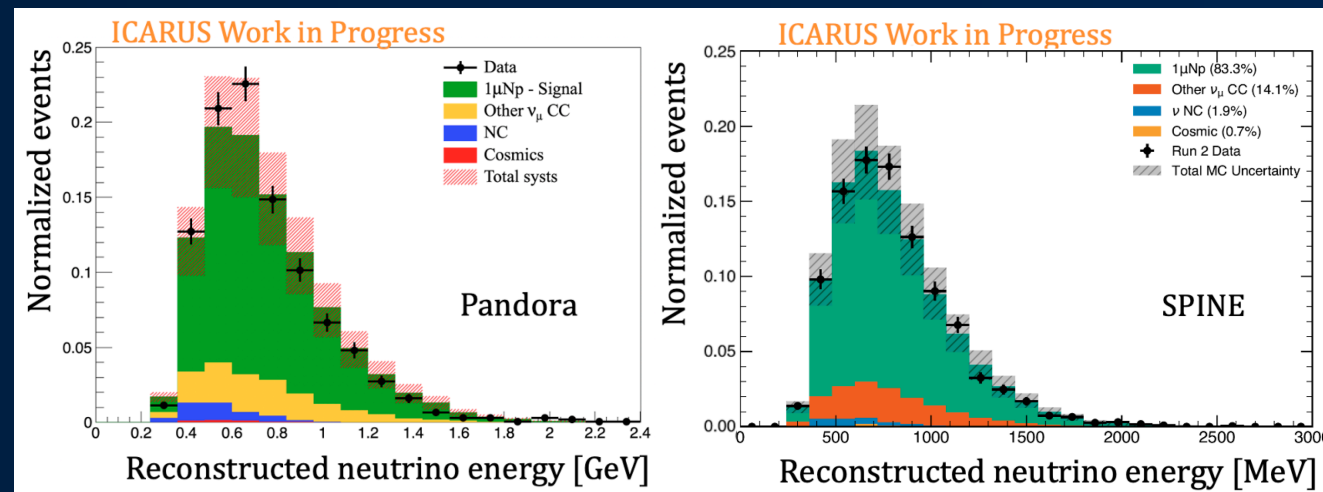 ICARUS Work in Progress
Normalized events
0.25
0.2
0.15
0.1
0.05
0
Data
1μNp - Signal
Other νμ CC
NC
Cosmics
Total systs
Pandora
0 0.2 0.4 0.6 0.8 1 1.2 1.4 1.6 1.8 2 2.2 2.4
Reconstructed neutrino energy [GeV]
ICARUS Work in Progress
Normalized events
0.25
0.20
0.15
0.10
0.05
0.00
1μNp (83.3%)
Other νμ CC (14.1%)
ν NC (1.9%)
Cosmic (0.7%)
Run 2 Data
Total MC Uncertainty
SPINE
0 500 1000 1500 2000 2500 3000
Reconstructed neutrino energy [MeV]